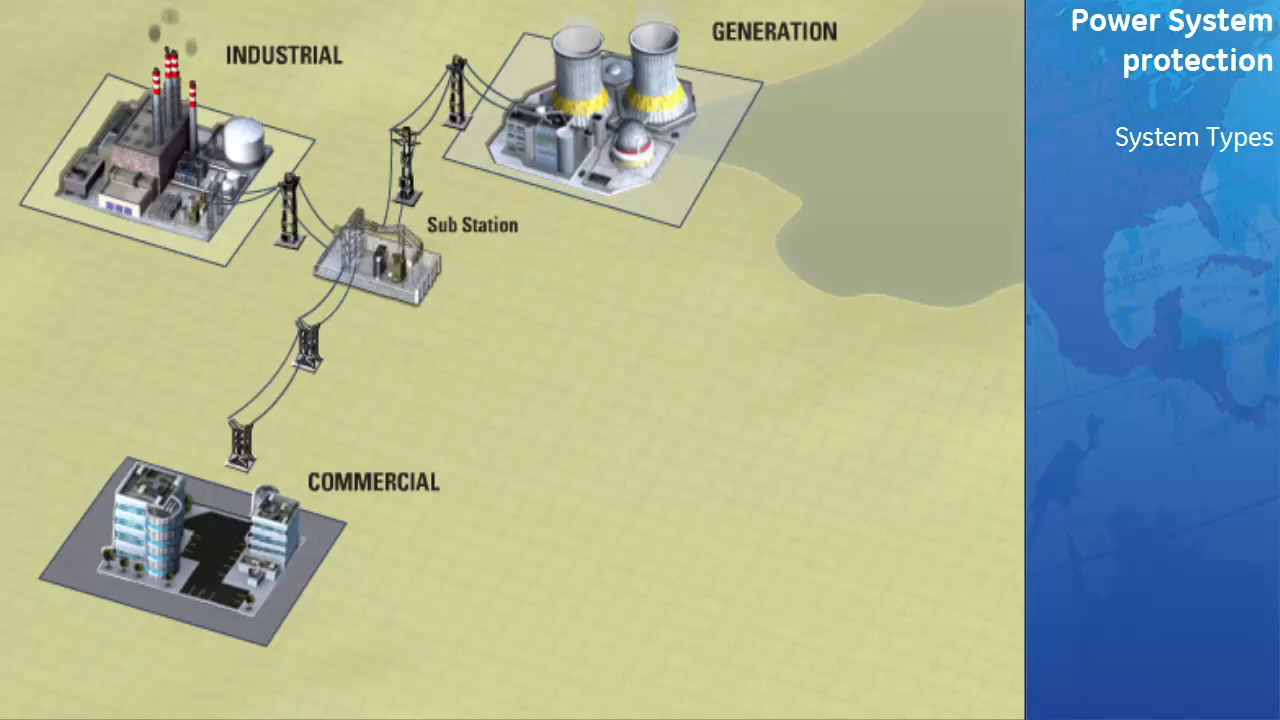 Power System
protection
System Types
INDUSTRIAL
GENERATION
Sub Station
COMMERCIAL